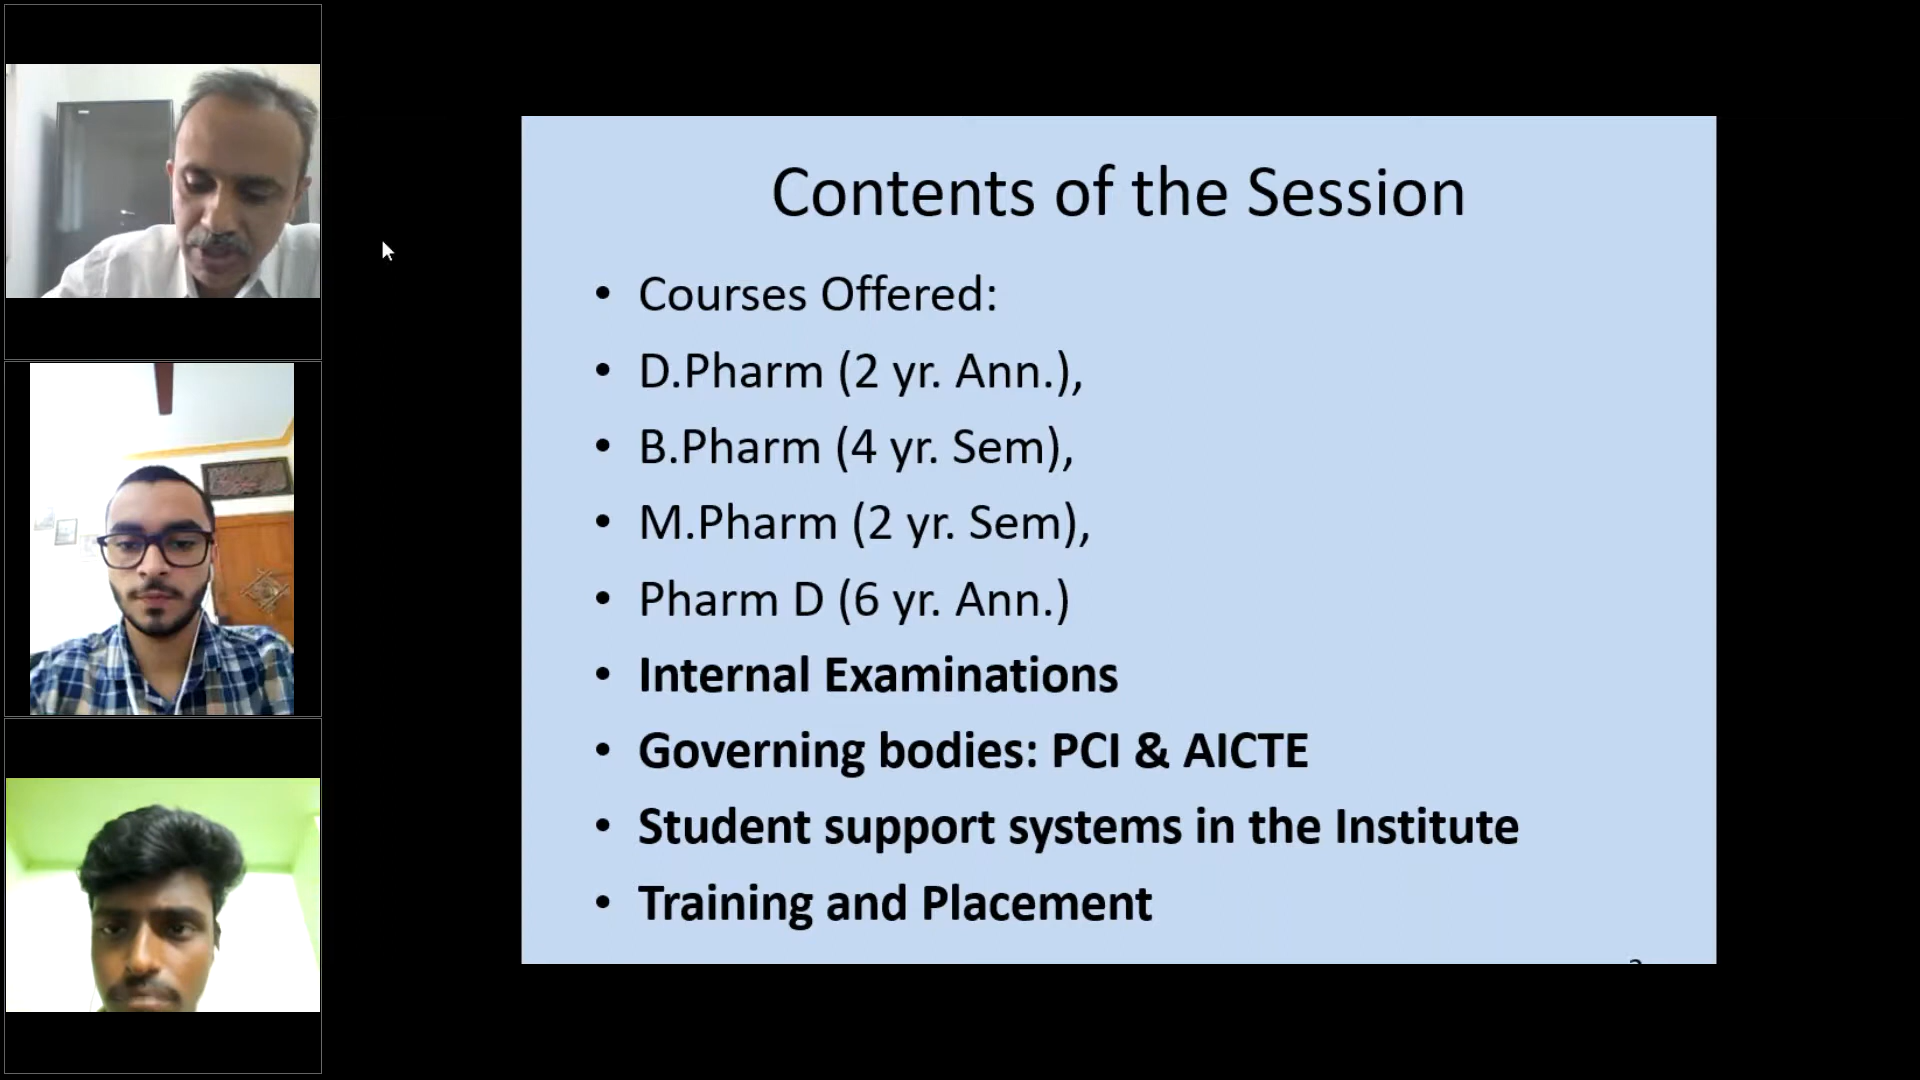 Contents of the Session
• Courses Offered:
• D.Pharm (2 yr. Ann.),
• B.Pharm (4 yr. Sem),
• M.Pharm (2 yr. Sem),
• Pharm D (6 yr. Ann.)
• Internal Examinations
• Governing bodies: PCI & AICTE
• Student support systems in the Institute
• Training and Placement